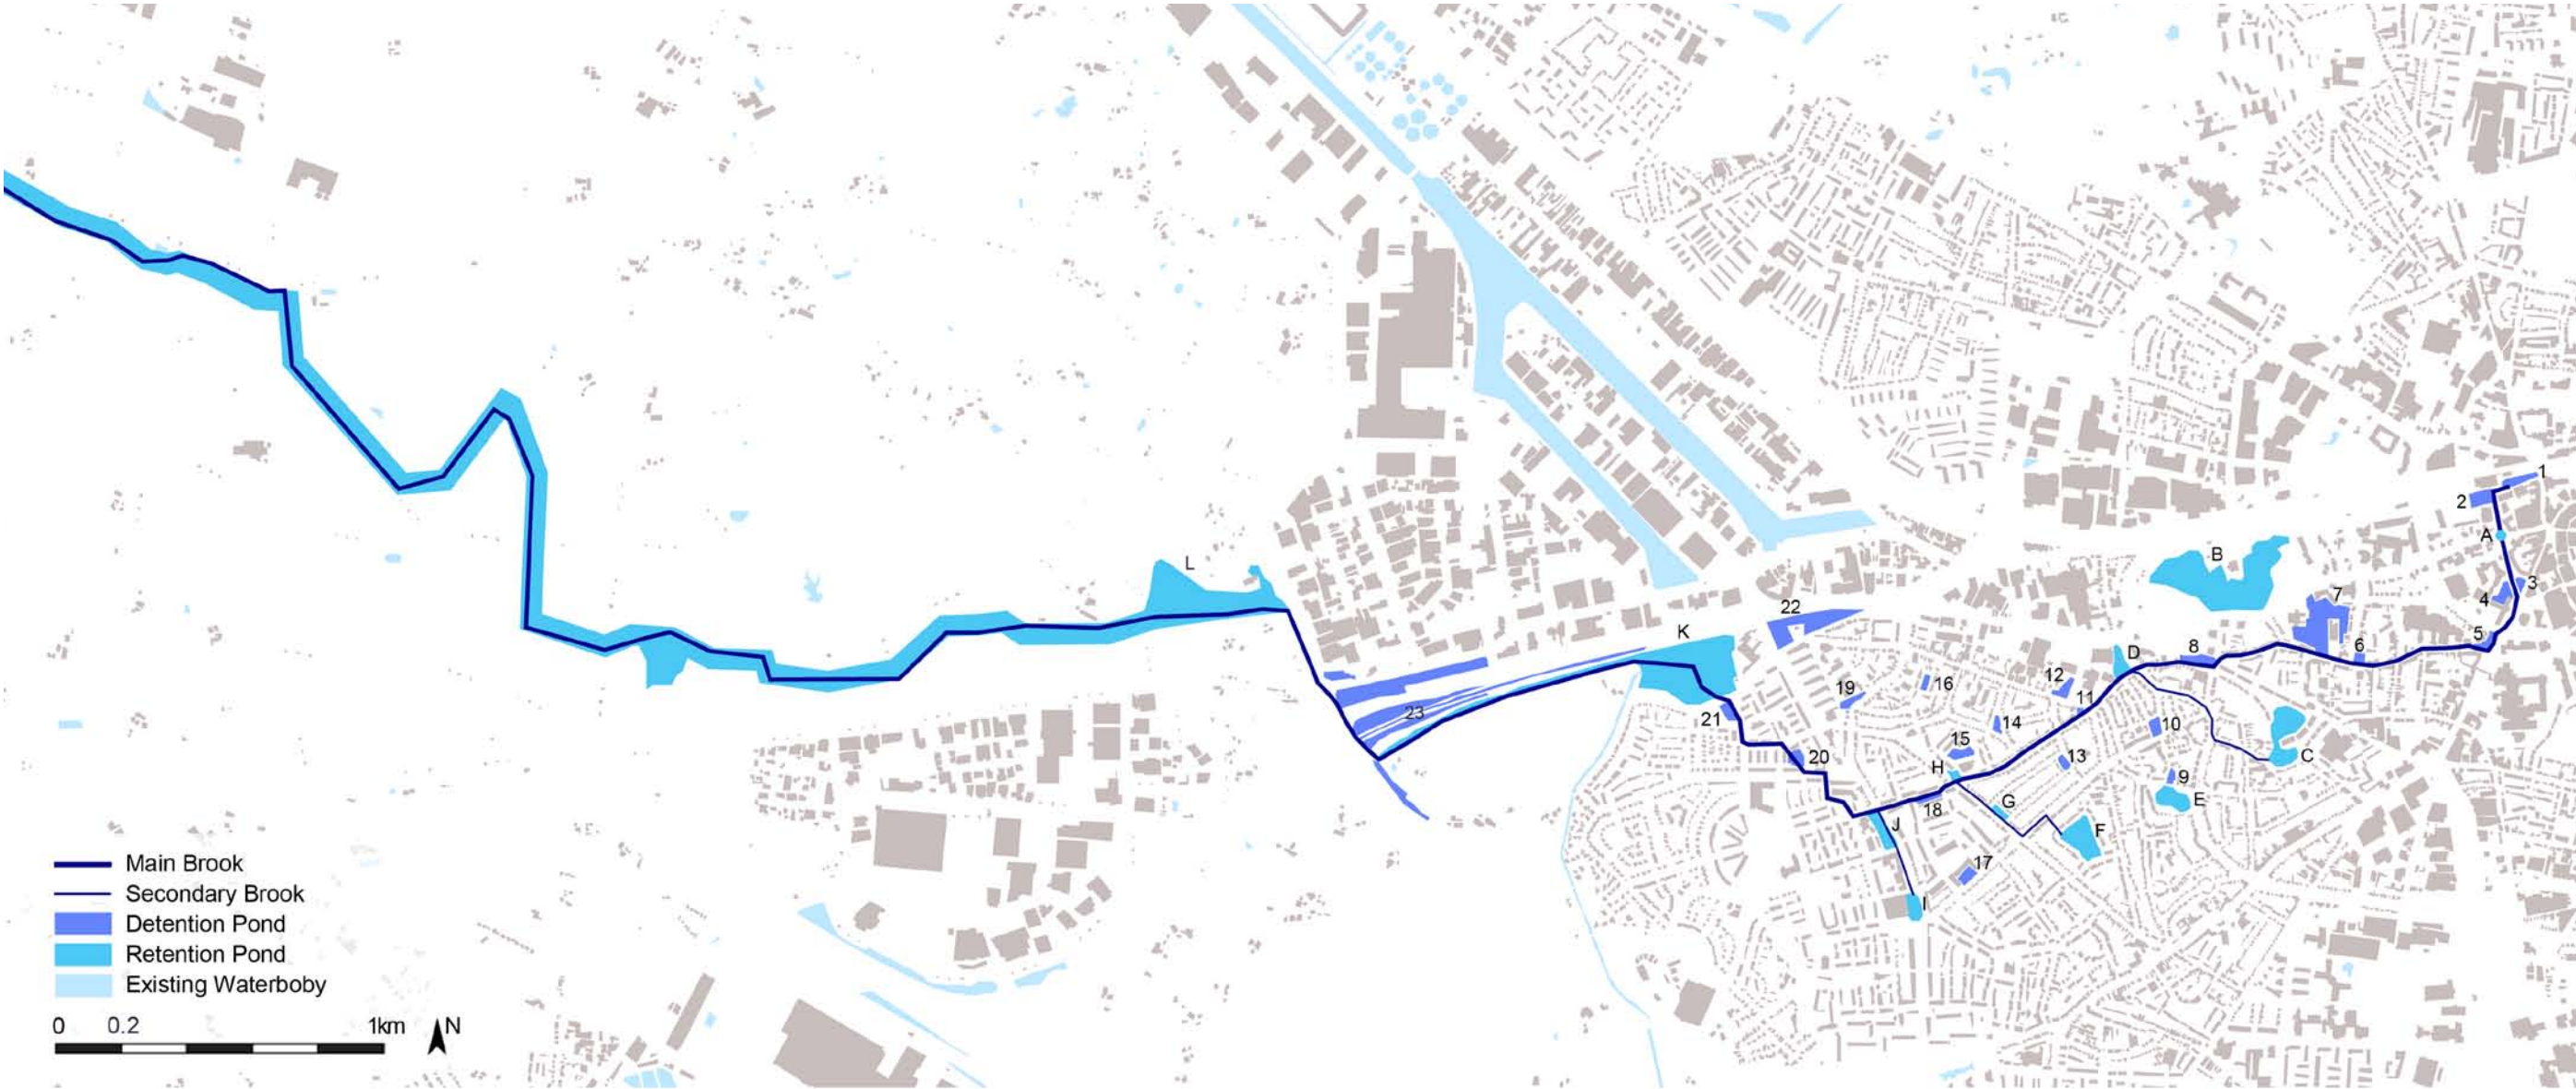 1
2
A
B
3
7
4
L
22
K
5
D
8
6
12
16
19
11
23
21
14
10
15
C
20
13
H
9
E
G
18
J
F
17
I
Main Brook
Secondary Brook
Detention Pond
Retention Pond
Existing Waterboby
0 0.2 1km N